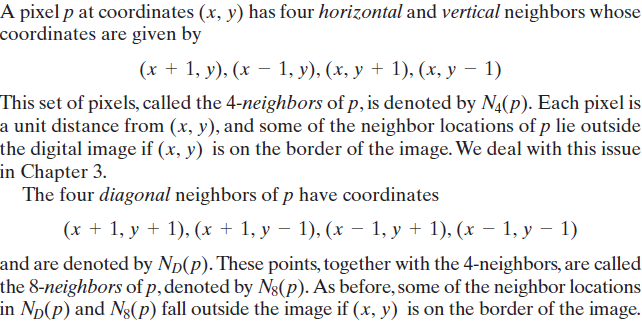 A pixel p at coordinates (x, y) has four horizontal and vertical neighbors whose
coordinates are given by
(x + 1, y), (x − 1, y), (x, y + 1), (x, y − 1)
This set of pixels, called the 4-neighbors of p, is denoted by N₄(p). Each pixel is
a unit distance from (x, y), and some of the neighbor locations of p lie outside
the digital image if (x, y) is on the border of the image. We deal with this issue
in Chapter 3.
The four diagonal neighbors of p have coordinates
(x + 1, y + 1), (x + 1, y − 1), (x − 1, y + 1), (x − 1, y − 1)
and are denoted by N_D(p). These points, together with the 4-neighbors, are called
the 8-neighbors of p, denoted by N₈(p). As before, some of the neighbor locations
in N_D(p) and N₈(p) fall outside the image if (x, y) is on the border of the image.